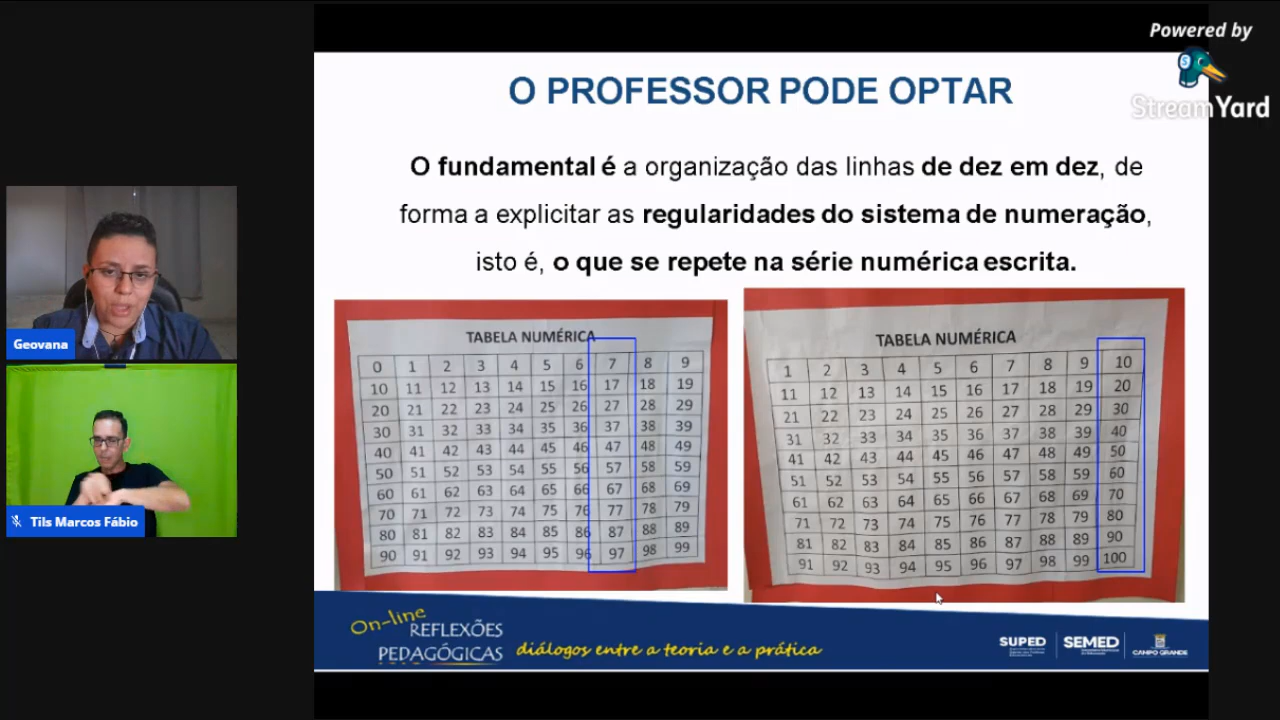 Powered by
StreamYard
O PROFESSOR PODE OPTAR
O fundamental é a organização das linhas de dez em dez, de
forma a explicitar as regularidades do sistema de numeração,
isto é, o que se repete na série numérica escrita.
TABELA NUMÉRICA
0 1 2 3 4 5 6 7 8 9
10 11 12 13 14 15 16 17 18 19
20 21 22 23 24 25 26 27 28 29
30 31 32 33 34 35 36 37 38 39
40 41 42 43 44 45 46 47 48 49
50 51 52 53 54 55 56 57 58 59
60 61 62 63 64 65 66 67 68 69
70 71 72 73 74 75 76 77 78 79
80 81 82 83 84 85 86 87 88 89
90 91 92 93 94 95 96 97 98 99
TABELA NUMÉRICA
1 2 3 4 5 6 7 8 9 10
11 12 13 14 15 16 17 18 19 20
21 22 23 24 25 26 27 28 29 30
31 32 33 34 35 36 37 38 39 40
41 42 43 44 45 46 47 48 49 50
51 52 53 54 55 56 57 58 59 60
61 62 63 64 65 66 67 68 69 70
71 72 73 74 75 76 77 78 79 80
81 82 83 84 85 86 87 88 89 90
91 92 93 94 95 96 97 98 99 100
Geovana
Tils Marcos Fábio
On-line
REFLEXÕES
PEDAGÓGICAS
diálogos entre a teoria e a prática
SUPED
SEMED
CAMPO GRANDE